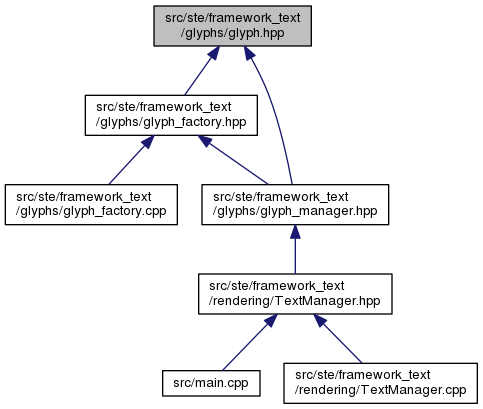 src/ste/framework_text
/glyphs/glyph.hpp
src/ste/framework_text
/glyphs/glyph_factory.hpp
src/ste/framework_text
/glyphs/glyph_factory.cpp
src/ste/framework_text
/glyphs/glyph_manager.hpp
src/ste/framework_text
/rendering/TextManager.hpp
src/main.cpp
src/ste/framework_text
/rendering/TextManager.cpp